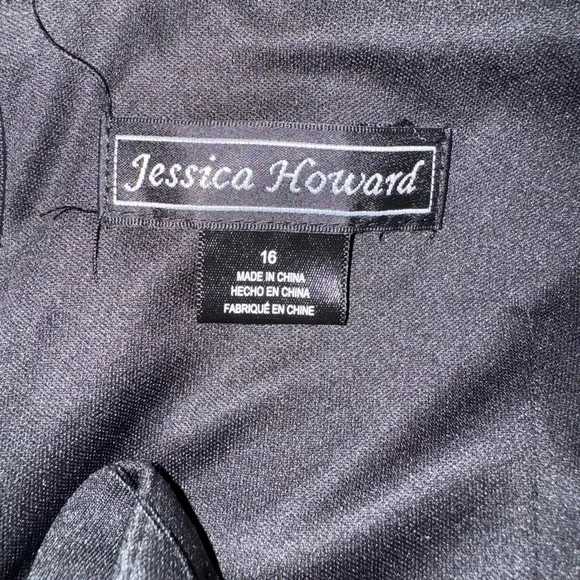 Jessica Howard
16
MADE IN CHINA
HECHO EN CHINA
FABRIQUÉ EN CHINE